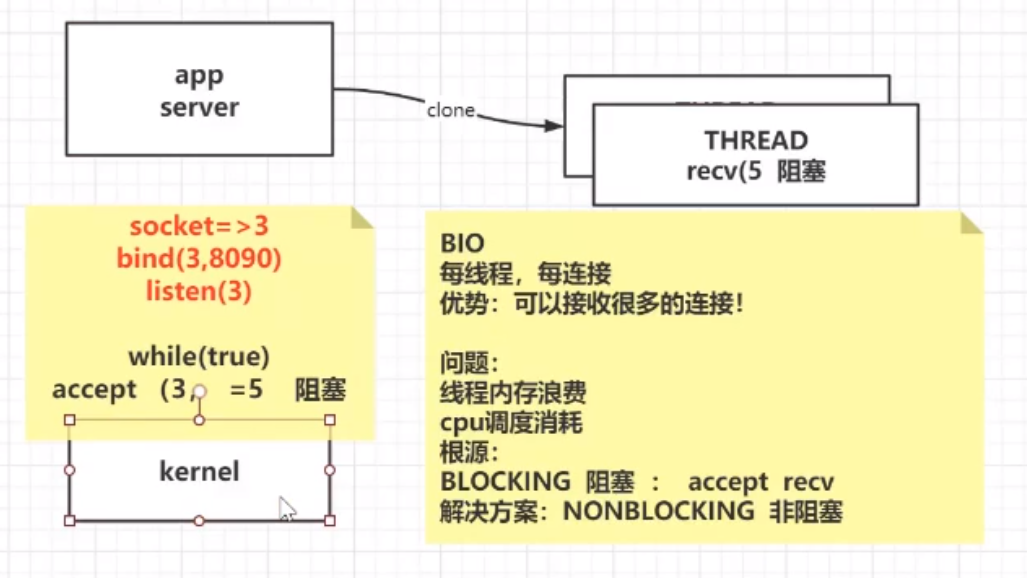 app
server
clone
THREAD
recv(5 阻塞
socket=>3
bind(3,8090)
listen(3)
while(true)
accept (3, =5 阻塞
kernel
BIO
每线程，每连接
优势：可以接收很多的连接！
问题：
线程内存浪费
cpu调度消耗
根源：
BLOCKING 阻塞 ： accept recv
解决方案：NONBLOCKING 非阻塞